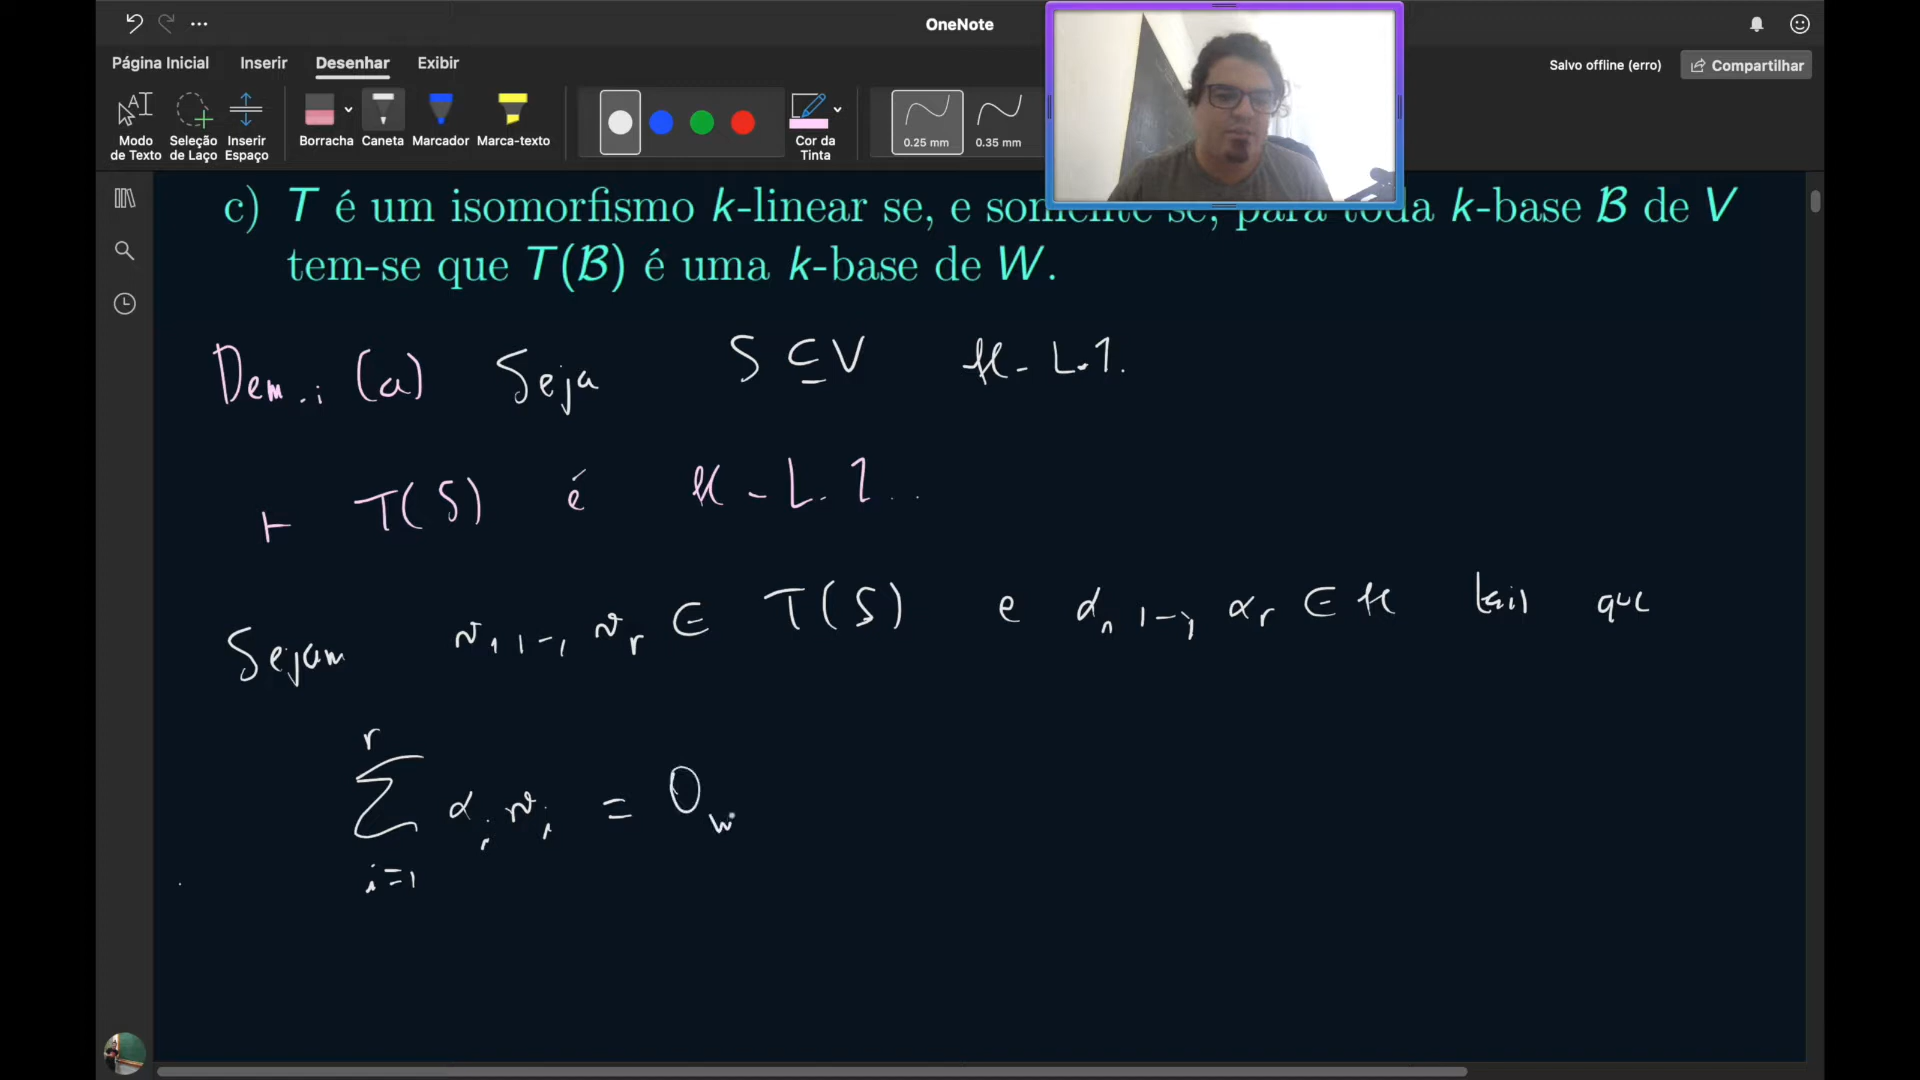 OneNote
Página Inicial Inserir Desenhar Exibir
Salvo offline (erro) Compartilhar
Modo de Texto Seleção de Laço Inserir Espaço Borracha Caneta Marcador Marca-texto Cor da Tinta 0.25 mm 0.35 mm
c) T é um isomorfismo k-linear se, e somente se, para toda k-base B de V
tem-se que T(B) é uma k-base de W.
Dem.: (a) Seja S ⊆ V k-L.I.
⊢ T(S) é k-L.I..
Sejam v₁,...,vᵣ ∈ T(S) e α₁,...,αᵣ ∈ k tais que
r
Σ αᵢvᵢ = 0_W
i=1